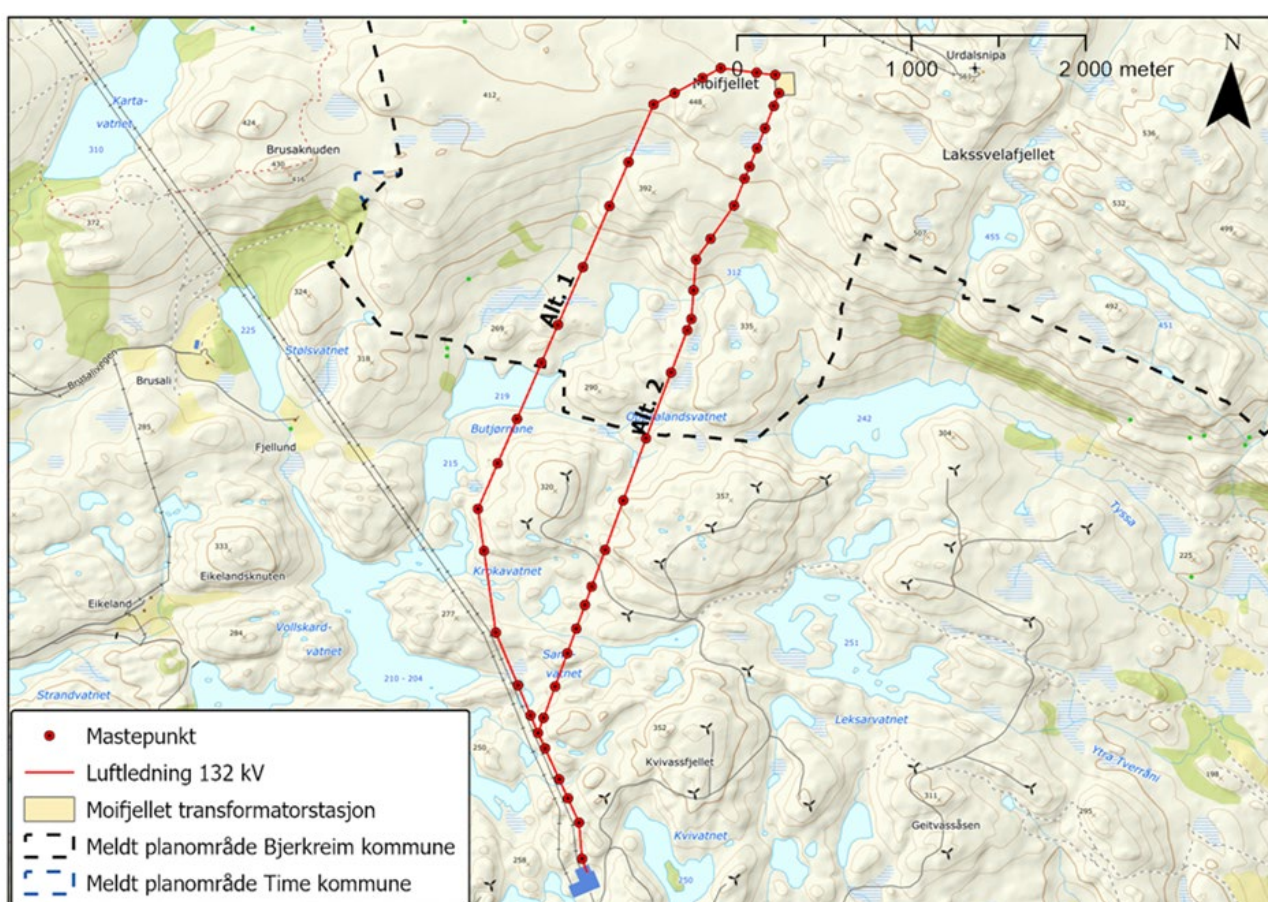 N
Urdalsnipa
0 1 000 2 000 meter
Moifjellet
448
412
Karta-
vatnet
310
424
Brusaknuden
430
416
536
Lakssvelafjellet
392
372
532
507
455
499
312
324
Alt. 1
492
451
225
Stølsvatnet
269
335
318
Brusaliveien
Brusali
219
290
Alt. 2
242
285
Butjørnane
Fjellund
304
215
320
357
Tyssa
333
225
Eikelandsknuten
Krokavatnet
Eikeland
277
284
Vollskard-
vatnet
251
210 - 204
Strandvatnet
Leksarvatnet
352
250
Kvivassfjellet
Ytra Tverråni
198
311
295
Geitvassåsen
Kvivatnet
258
250
Mastepunkt
Luftledning 132 kV
Moifjellet transformatorstasjon
Meldt planområde Bjerkreim kommune
Meldt planområde Time kommune